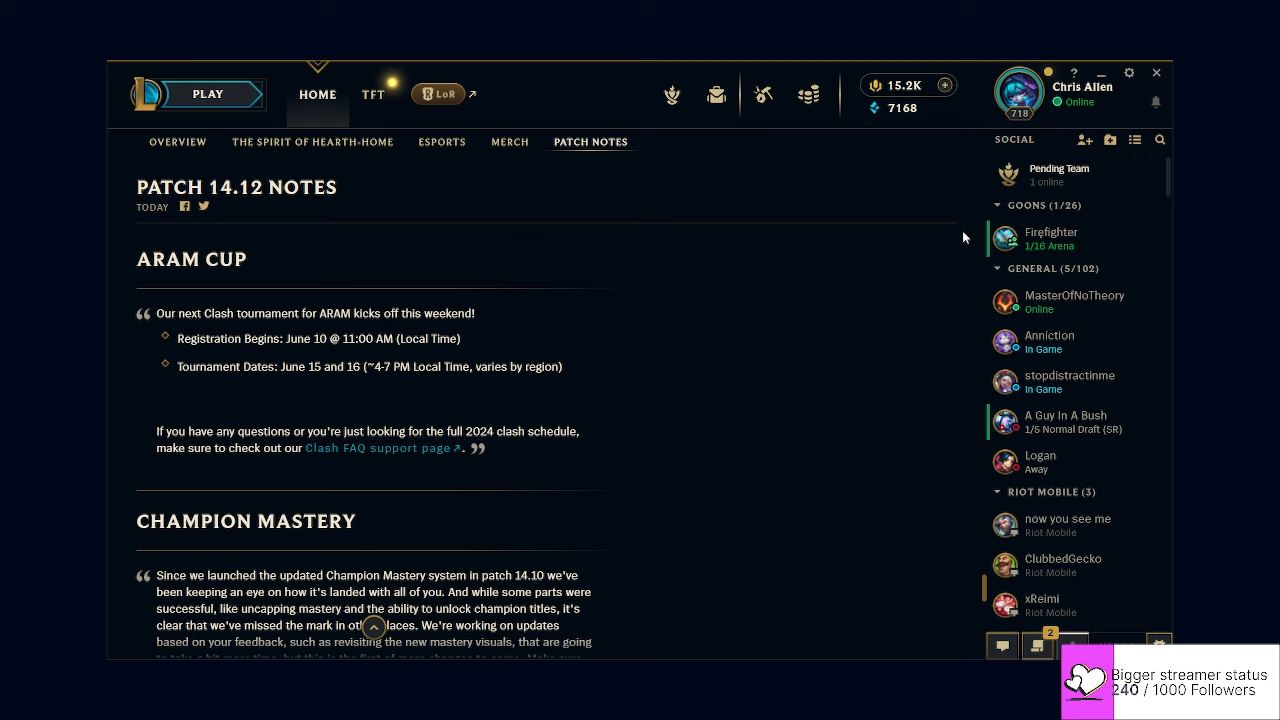 PLAY
HOME
TFT
LoR
15.2K
7168
718
Chris Allen
Online
OVERVIEW
THE SPIRIT OF HEARTH-HOME
ESPORTS
MERCH
PATCH NOTES
SOCIAL
PATCH 14.12 NOTES
TODAY
ARAM CUP
Our next Clash tournament for ARAM kicks off this weekend!
Registration Begins: June 10 @ 11:00 AM (Local Time)
Tournament Dates: June 15 and 16 (~4-7 PM Local Time, varies by region)
If you have any questions or you're just looking for the full 2024 clash schedule,
make sure to check out our Clash FAQ support page.
CHAMPION MASTERY
Since we launched the updated Champion Mastery system in patch 14.10 we've
been keeping an eye on how it's landed with all of you. And while some parts were
successful, like uncapping mastery and the ability to unlock champion titles, it's
clear that we've missed the mark in o laces. We're working on updates
based on your feedback, such as revisiting the new mastery visuals, that are going
Pending Team
1 online
GOONS (1/26)
Firefighter
1/16 Arena
GENERAL (5/102)
MasterOfNoTheory
Online
Anníction
In Game
stopdistractinme
In Game
A Guy In A Bush
1/5 Normal Draft (SR)
Logan
Away
RIOT MOBILE (3)
now you see me
Riot Mobile
ClubbedGecko
Riot Mobile
xReimi
Riot Mobile
2
Bigger streamer status
240 / 1000 Followers